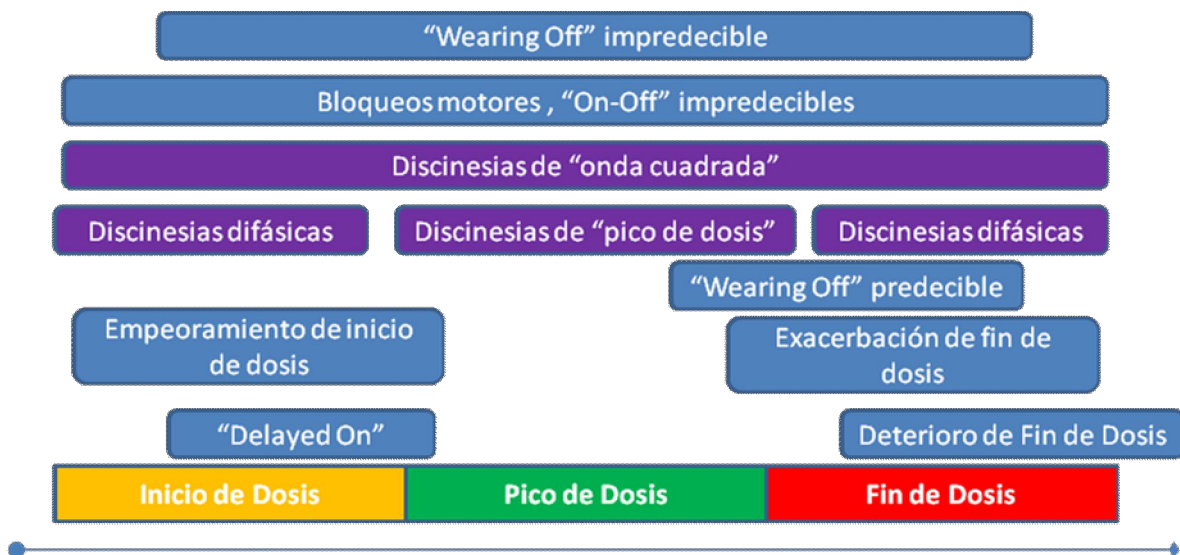 “Wearing Off” impredecible
Bloqueos motores , “On-Off” impredecibles
Discinesias de “onda cuadrada”
Discinesias difásicas
Discinesias de “pico de dosis”
Discinesias difásicas
“Wearing Off” predecible
Empeoramiento de inicio
de dosis
Exacerbación de fin de
dosis
“Delayed On”
Deterioro de Fin de Dosis
Inicio de Dosis
Pico de Dosis
Fin de Dosis